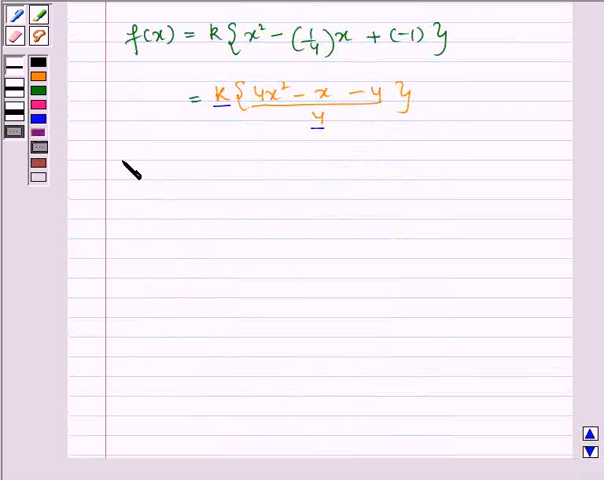 f(x) = k{x² - (1/4)x + (-1)}
= k{4x² - x - 4}/4